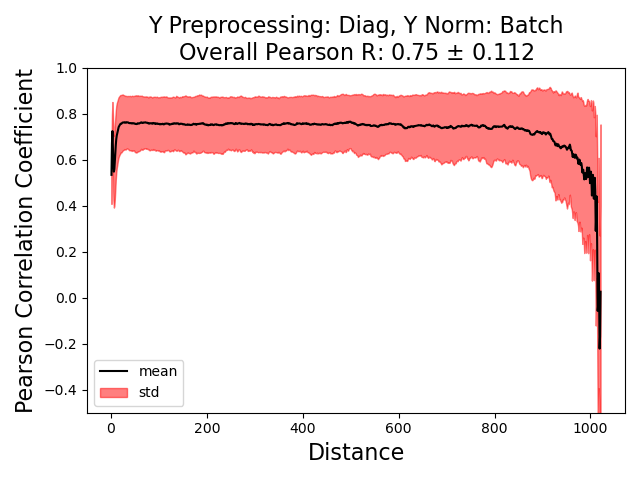 Y Preprocessing: Diag, Y Norm: Batch
Overall Pearson R: 0.75 ± 0.112
Pearson Correlation Coefficient
1.0
0.8
0.6
0.4
0.2
0.0
−0.2
−0.4
mean
std
0 200 400 600 800 1000
Distance